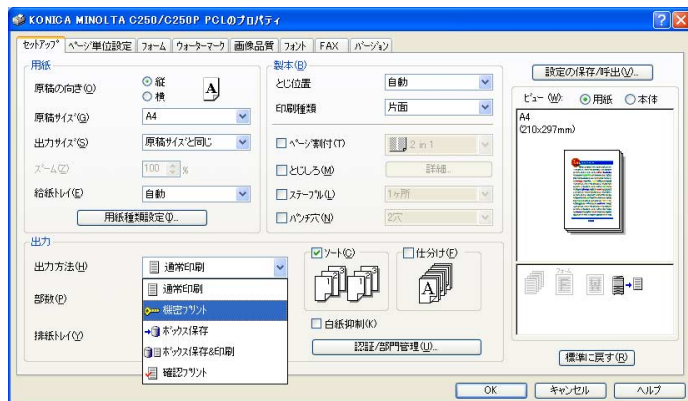 KONICA MINOLTA C250/C250P PCLのプロパティ
セットアップ ページ単位設定 フォーム ウォーターマーク 画像品質 フォント FAX バージョン
用紙
原稿の向き(O)
縦
横
A
原稿サイズ(G)
A4
出力サイズ(S)
原稿サイズと同じ
ズーム(Z)
100 %
給紙トレイ(E)
自動
用紙種類設定(I)...
製本(B)
とじ位置
自動
印刷種類
片面
ページ割付(T)
2 in 1
とじしろ(M)
詳細...
ステープル(L)
1ヶ所
パンチ穴(N)
2穴
設定の保存/呼出(V)...
ビュー(W):
用紙
本体
A4
(210x297mm)
出力
出力方法(H)
通常印刷
通常印刷
機密プリント
ボックス保存
ボックス保存&印刷
確認プリント
部数(P)
排紙トレイ(Y)
ソート(C)
仕分け(F)
A
白紙抑制(K)
認証/部門管理(U)...
標準に戻す(R)
OK
キャンセル
ヘルプ